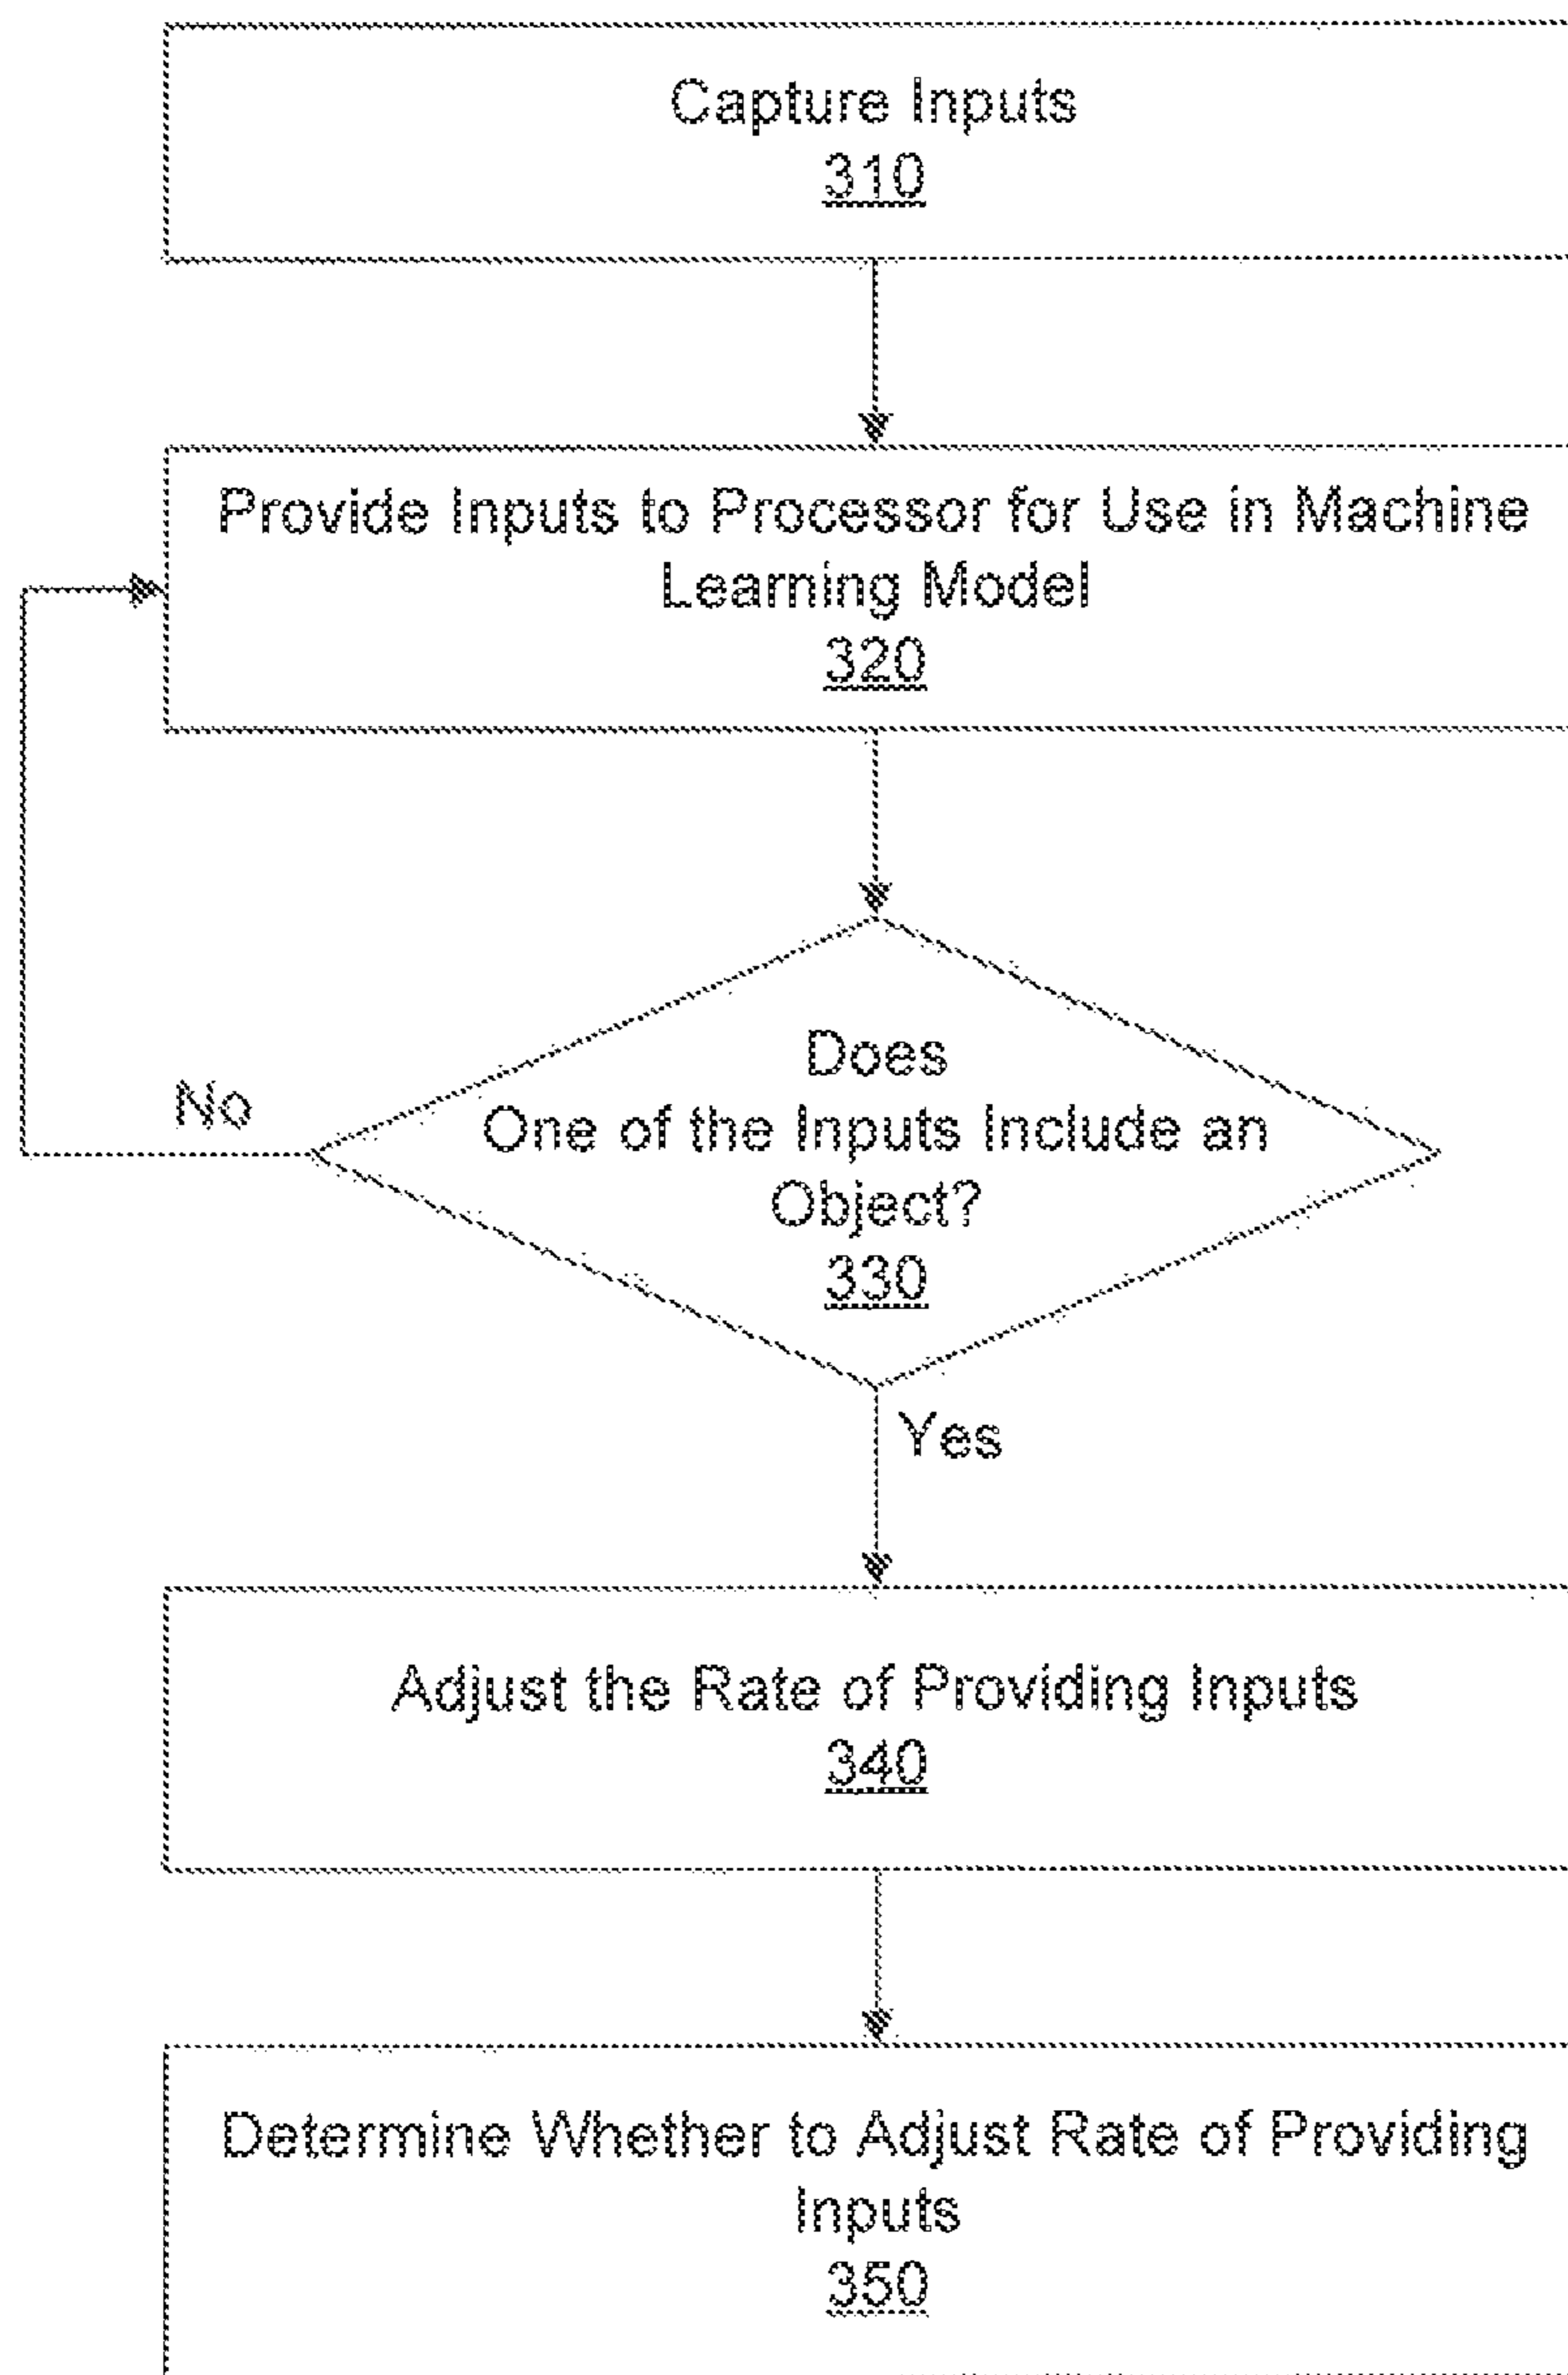 Capture Inputs
310
Provide Inputs to Processor for Use in Machine
Learning Model
320
Does
One of the Inputs Include an
Object?
330
No
Yes
Adjust the Rate of Providing Inputs
340
Determine Whether to Adjust Rate of Providing
Inputs
350